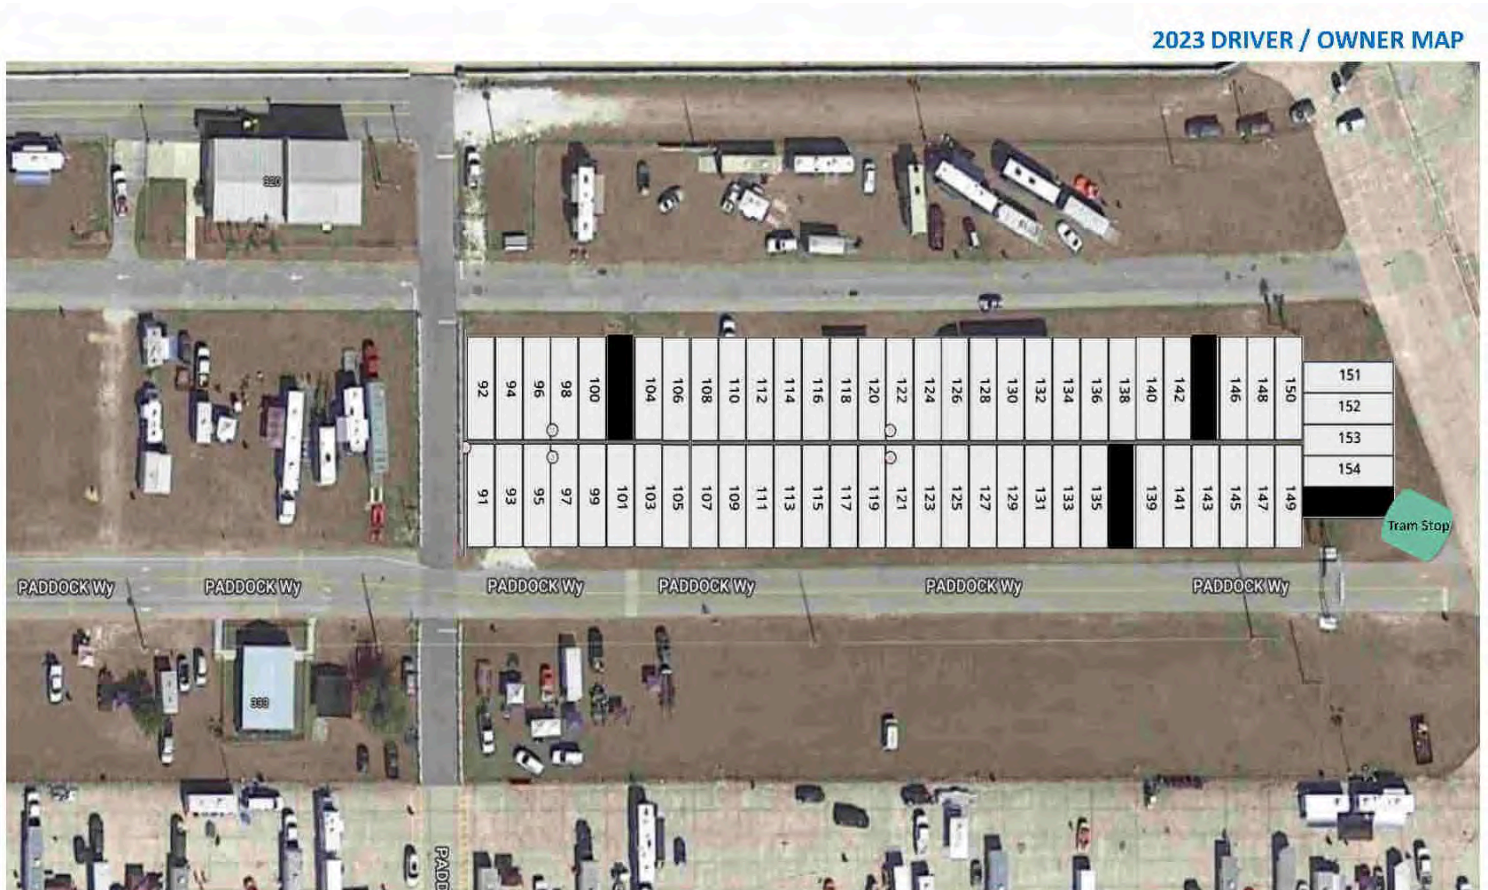 2023 DRIVER / OWNER MAP
320
92 94 96 98 100 104 106 108 110 112 114 116 118 120 122 124 126 128 130 132 134 136 138 140 142 146 148 150
151
152
153
154
91 93 95 97 99 101 103 105 107 109 111 113 115 117 119 121 123 125 127 129 131 133 135 139 141 143 145 147 149
Tram Stop
PADDOCK Wy PADDOCK Wy PADDOCK Wy PADDOCK Wy PADDOCK Wy PADDOCK Wy
333
PADD